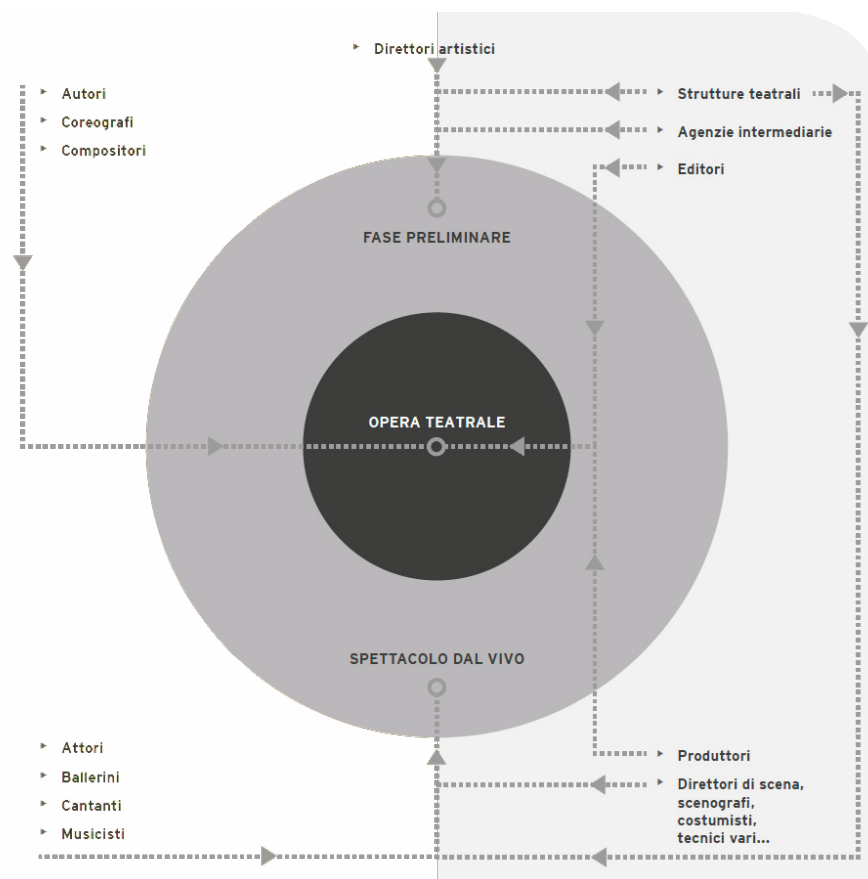 Direttori artistici
Autori
Coreografi
Compositori
Strutture teatrali
Agenzie intermediarie
Editori
FASE PRELIMINARE
OPERA TEATRALE
SPETTACOLO DAL VIVO
Attori
Ballerini
Cantanti
Musicisti
Produttori
Direttori di scena,
scenografi,
costumisti,
tecnici vari...